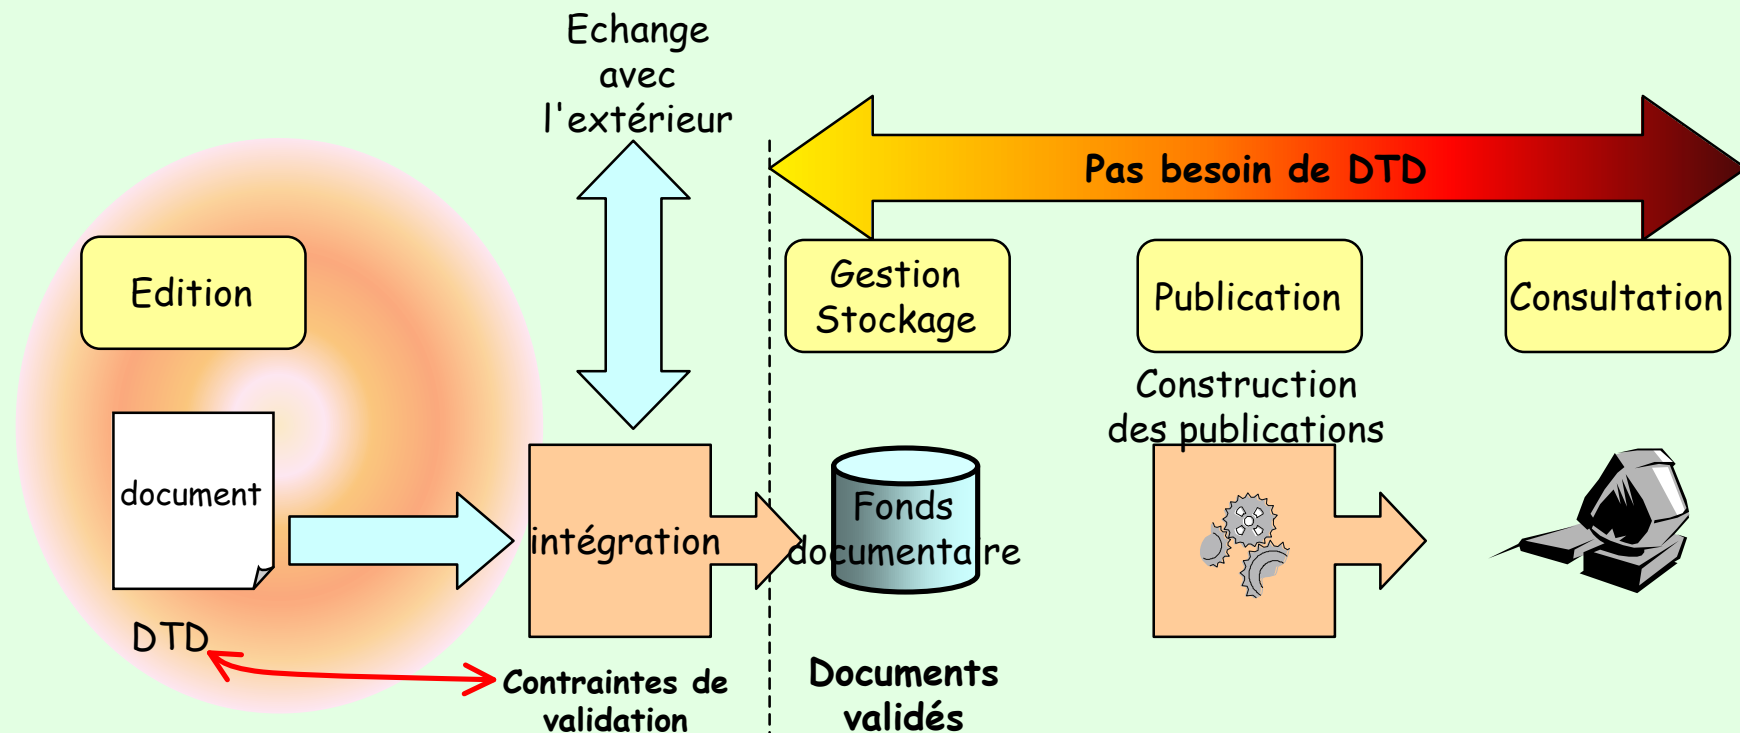 Echange
avec
l'extérieur
Pas besoin de DTD
Edition
Gestion
Stockage
Publication
Consultation
Construction
des publications
document
intégration
Fonds
documentaire
DTD
Contraintes de
validation
Documents
validés